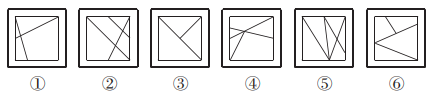 ① ② ③ ④ ⑤ ⑥